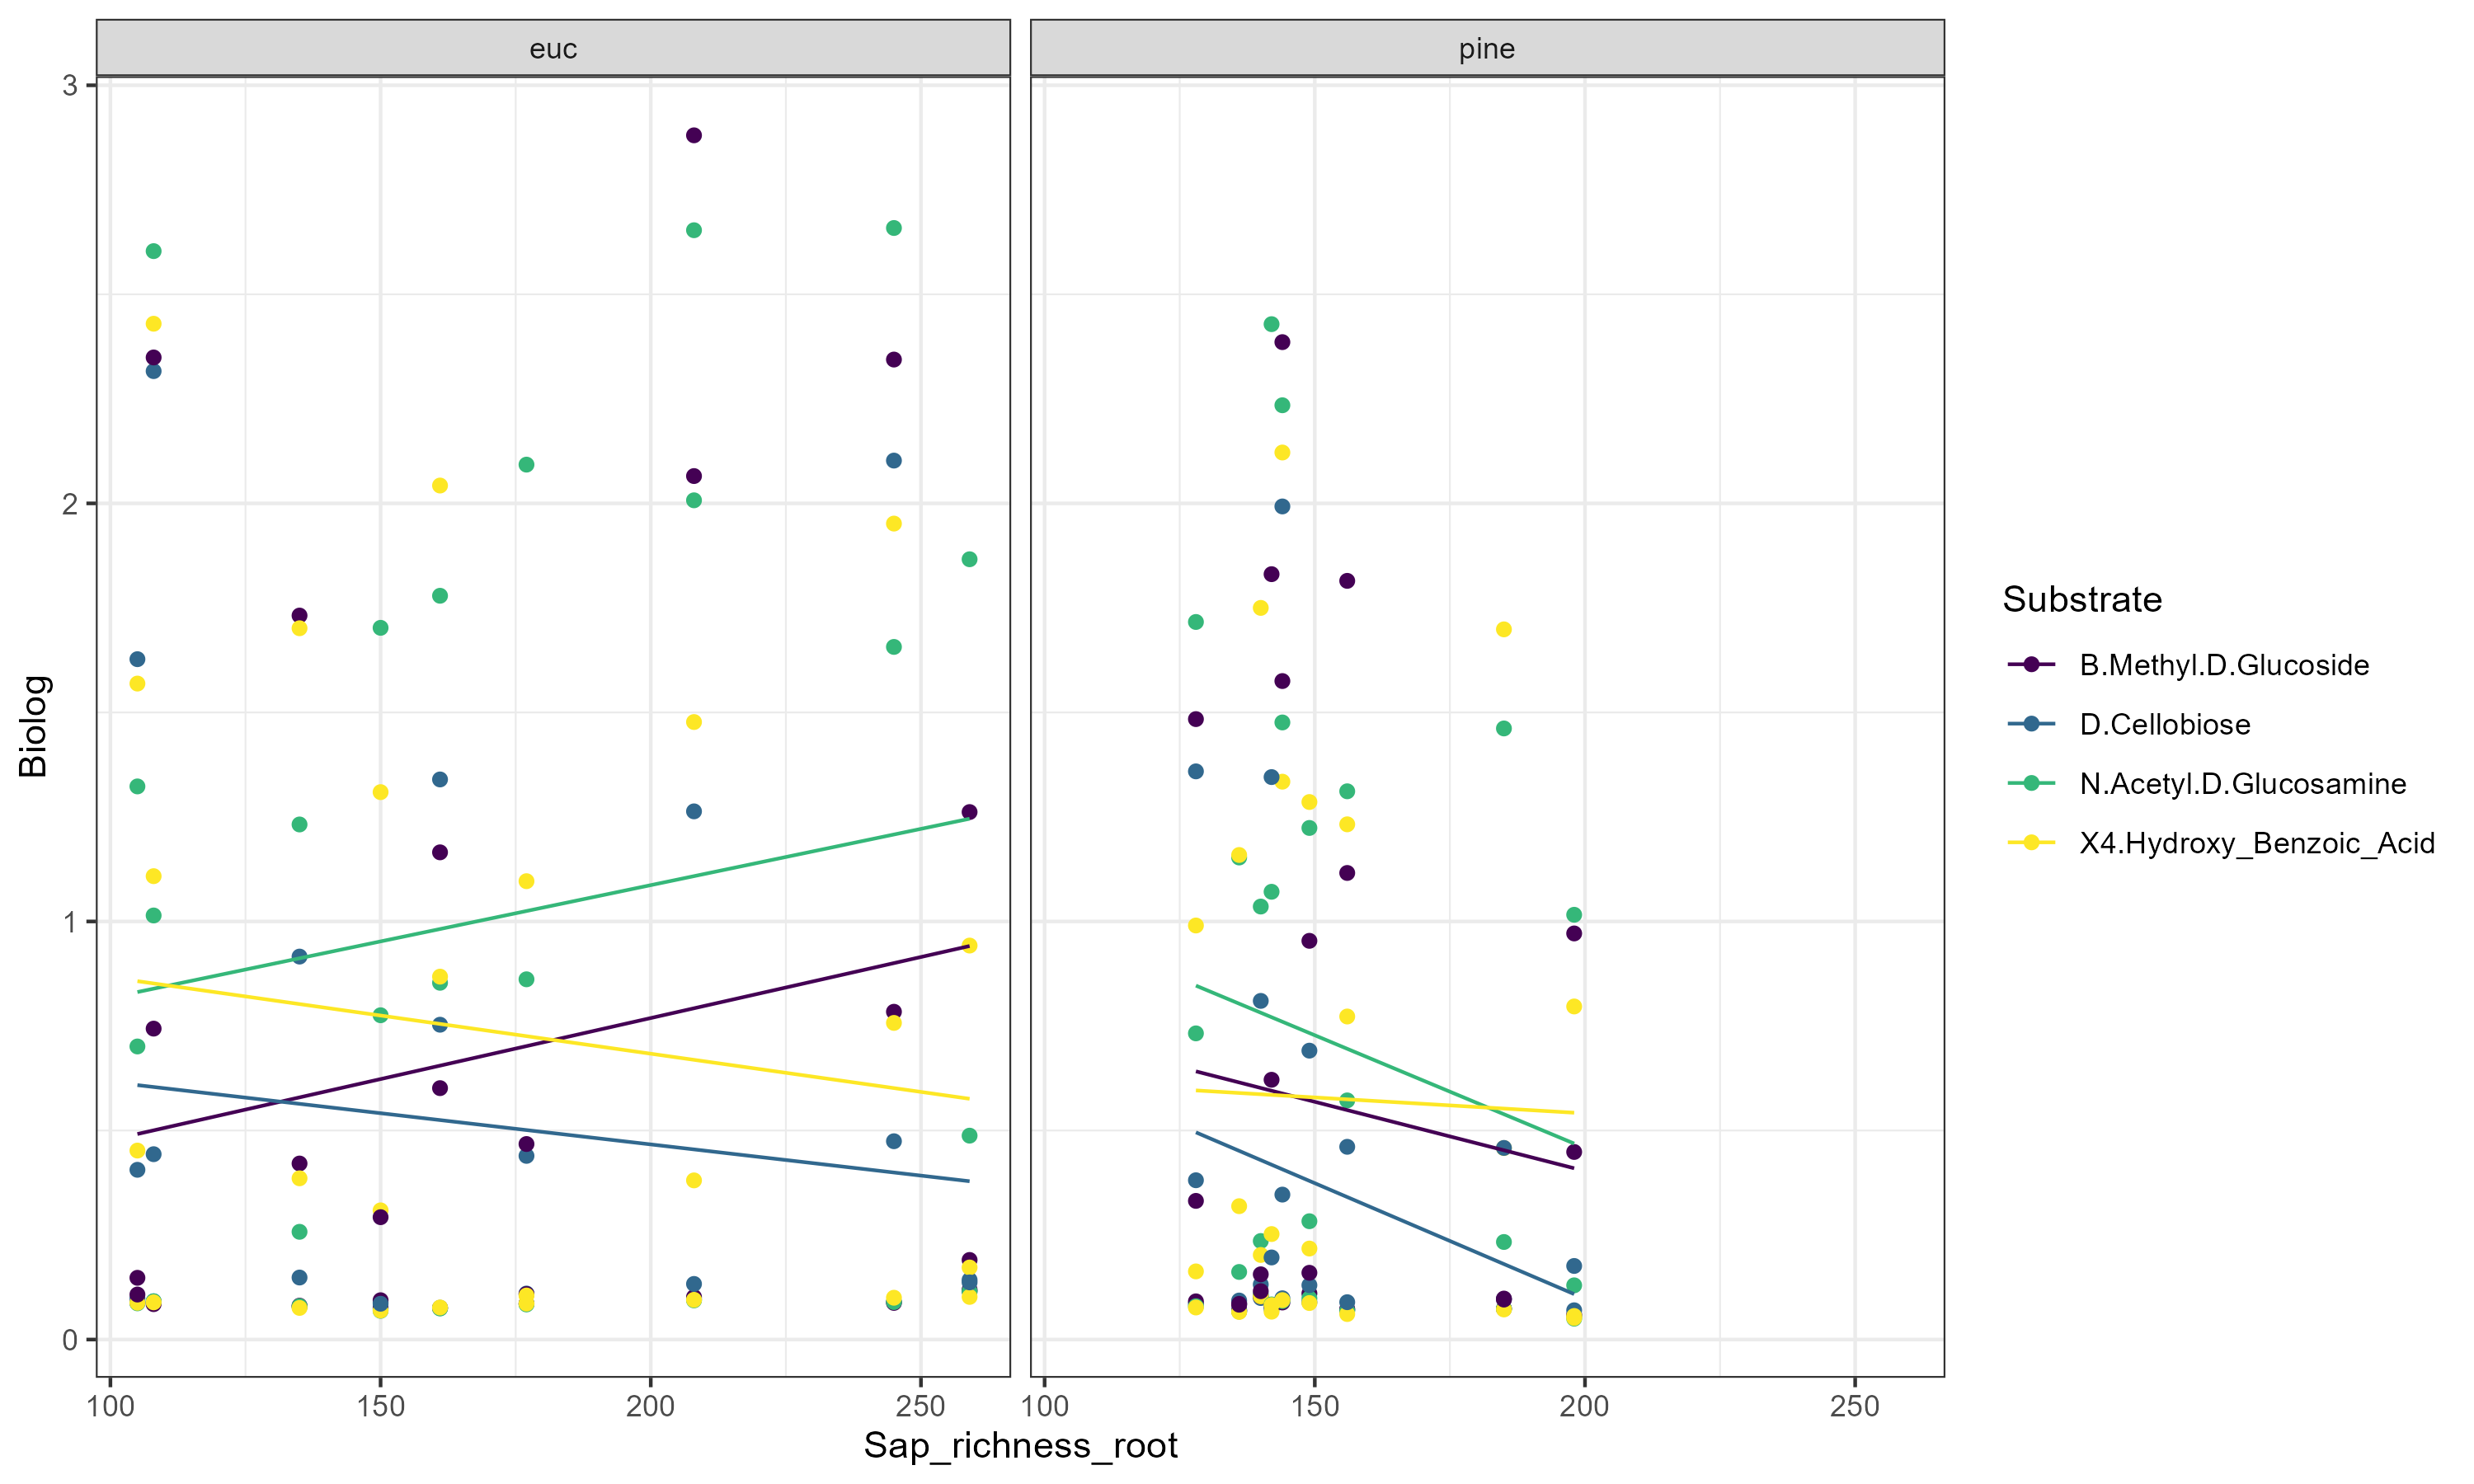 euc pine
3
2
1
0
Biolog
100 150 200 250 100 150 200 250
Sap_richness_root
Substrate
B.Methyl.D.Glucoside
D.Cellobiose
N.Acetyl.D.Glucosamine
X4.Hydroxy_Benzoic_Acid